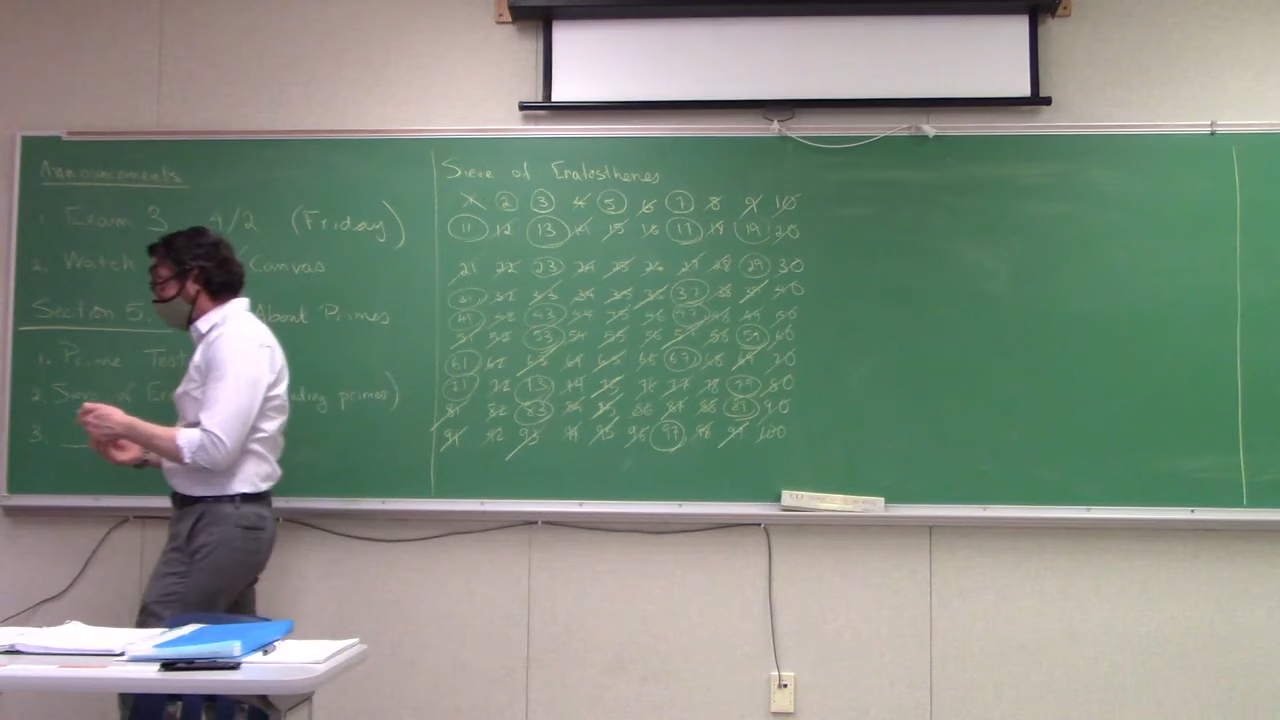 Announcements
1. Exam 3 4/2 (Friday)
2. Watch Canvas
Section 5. About Primes
1. Prime Test
2. Sieve of Er ding primes)
3.
Sieve of Eratosthenes
1 2 3 4 5 6 7 8 9 10
11 12 13 14 15 16 17 18 19 20
21 22 23 24 25 26 27 28 29 30
31 32 33 34 35 36 37 38 39 40
41 42 43 44 45 46 47 48 49 50
51 52 53 54 55 56 57 58 59 60
61 62 63 64 65 66 67 68 69 70
71 72 73 74 75 76 77 78 79 80
81 82 83 84 85 86 87 88 89 90
91 92 93 94 95 96 97 98 99 100